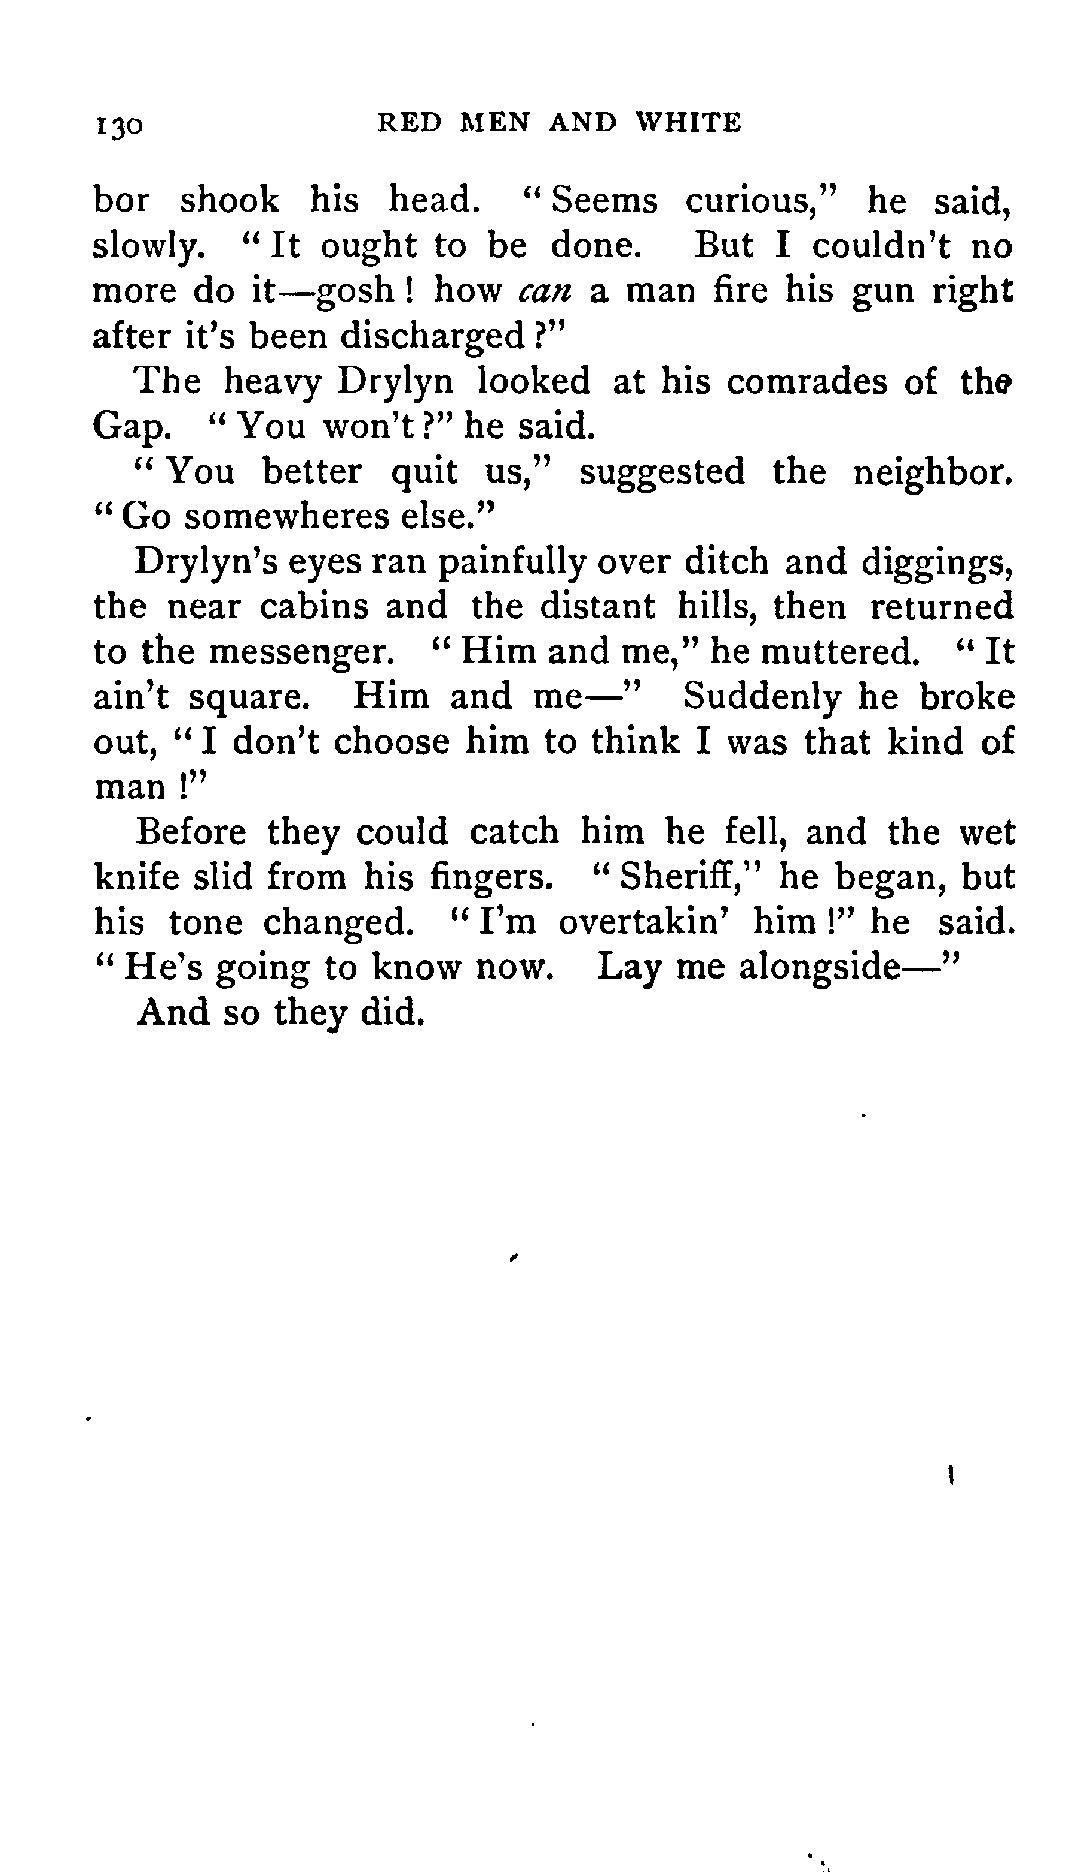 130 RED MEN AND WHITE
bor shook his head. "Seems curious," he said,
slowly. "It ought to be done. But I couldn't no
more do it—gosh! how can a man fire his gun right
after it's been discharged?"
The heavy Drylyn looked at his comrades of the
Gap. "You won't?" he said.
"You better quit us," suggested the neighbor.
"Go somewheres else."
Drylyn's eyes ran painfully over ditch and diggings,
the near cabins and the distant hills, then returned
to the messenger. "Him and me," he muttered. "It
ain't square. Him and me—" Suddenly he broke
out, "I don't choose him to think I was that kind of
man!"
Before they could catch him he fell, and the wet
knife slid from his fingers. "Sheriff," he began, but
his tone changed. "I'm overtakin' him!" he said.
"He's going to know now. Lay me alongside—"
And so they did.